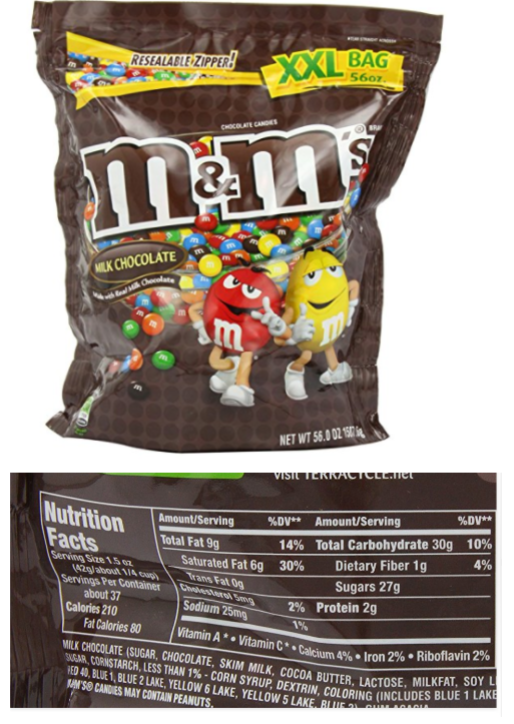 RESEALABLE ZIPPER!
XXL BAG
56oz.
CHOCOLATE CANDIES
m&m's®
MILK CHOCOLATE
Made with Real Milk Chocolate
NET WT 56.0 OZ
visit TERRACYCLE.net
Nutrition
Facts
Serving Size 1.5 oz
(42g/about 1/4 cup)
Servings Per Container
about 37
Calories 210
Fat Calories 80
Amount/Serving %DV** Amount/Serving %DV**
Total Fat 9g 14% Total Carbohydrate 30g 10%
Saturated Fat 6g 30% Dietary Fiber 1g 4%
Trans Fat 0g Sugars 27g
Cholesterol 5mg 2% Protein 2g
Sodium 25mg 1%
Vitamin A * • Vitamin C * • Calcium 4% • Iron 2% • Riboflavin 2%
MILK CHOCOLATE (SUGAR, CHOCOLATE, SKIM MILK, COCOA BUTTER, LACTOSE, MILKFAT, SOY
SUGAR, CORNSTARCH, LESS THAN 1% - CORN SYRUP, DEXTRIN, COLORING (INCLUDES BLUE 1 LAKE
RED 40, BLUE 1, BLUE 2 LAKE, YELLOW 6 LAKE, YELLOW 5 LAKE, BLUE 2), GUM ACACIA
M&M'S® CANDIES MAY CONTAIN PEANUTS.